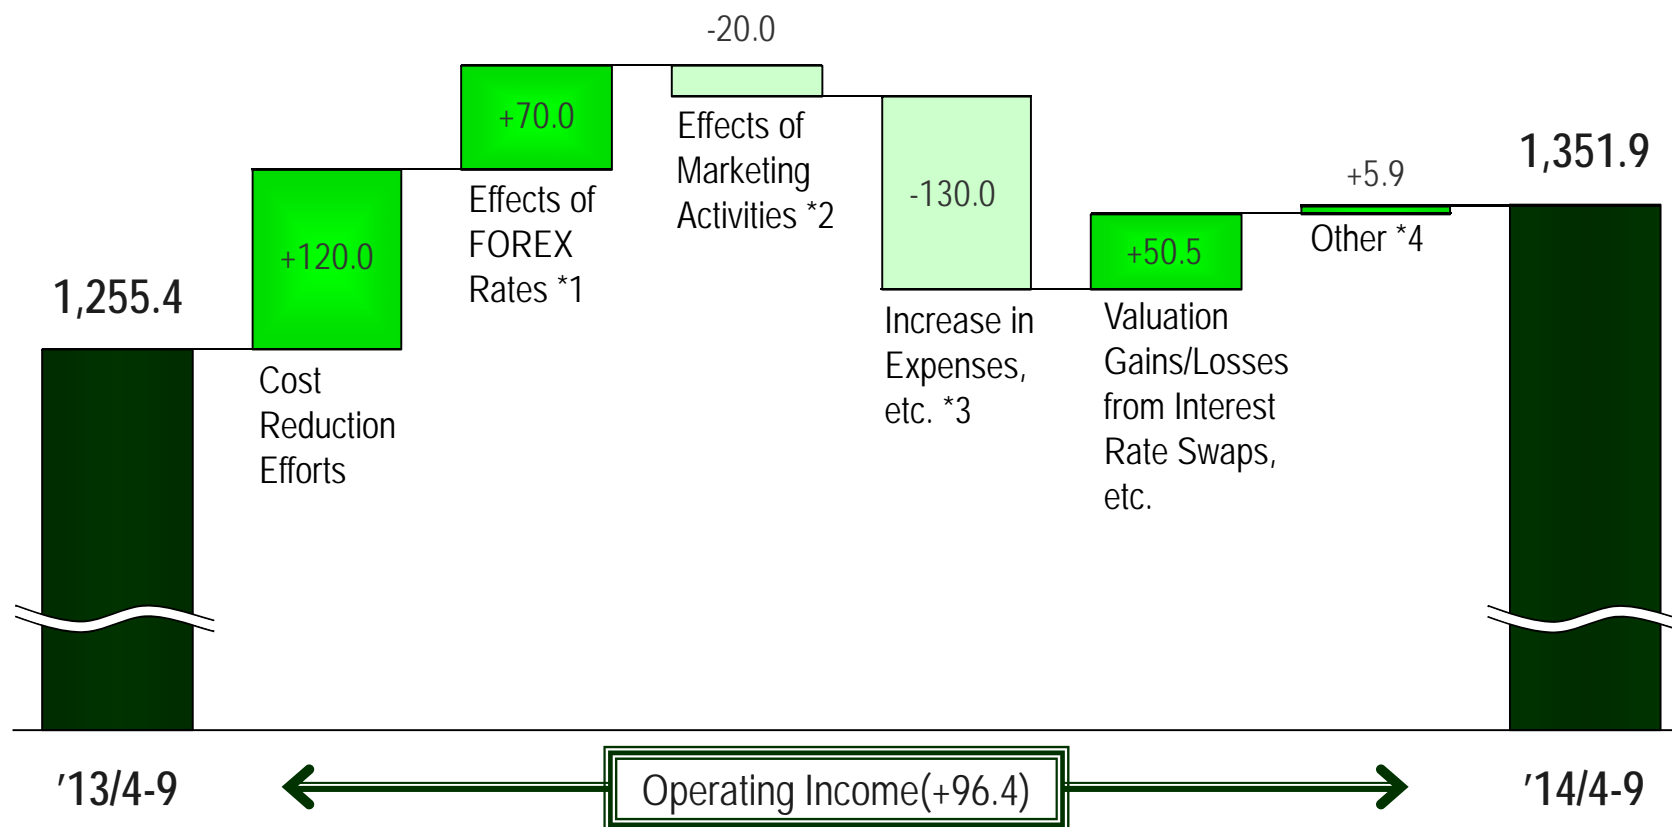 1,255.4
+120.0
Cost
Reduction
Efforts
+70.0
Effects of
FOREX
Rates *1
-20.0
Effects of
Marketing
Activities *2
-130.0
Increase in
Expenses,
etc. *3
+50.5
Valuation
Gains/Losses
from Interest
Rate Swaps,
etc.
+5.9
Other *4
1,351.9
'13/4-9
Operating Income(+96.4)
'14/4-9